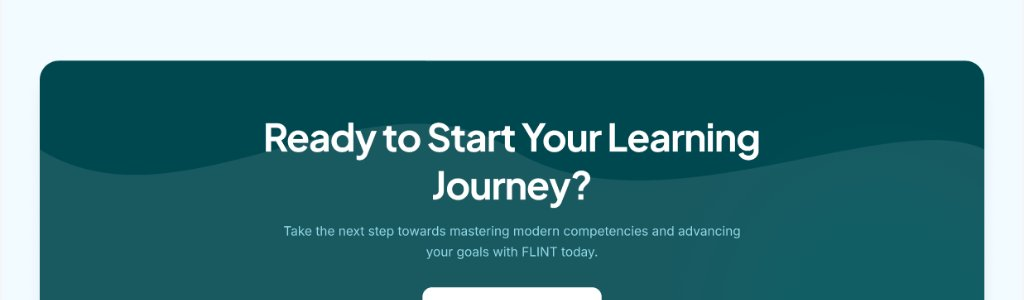 Ready to Start Your Learning
Journey?
Take the next step towards mastering modern competencies and advancing
your goals with FLINT today.